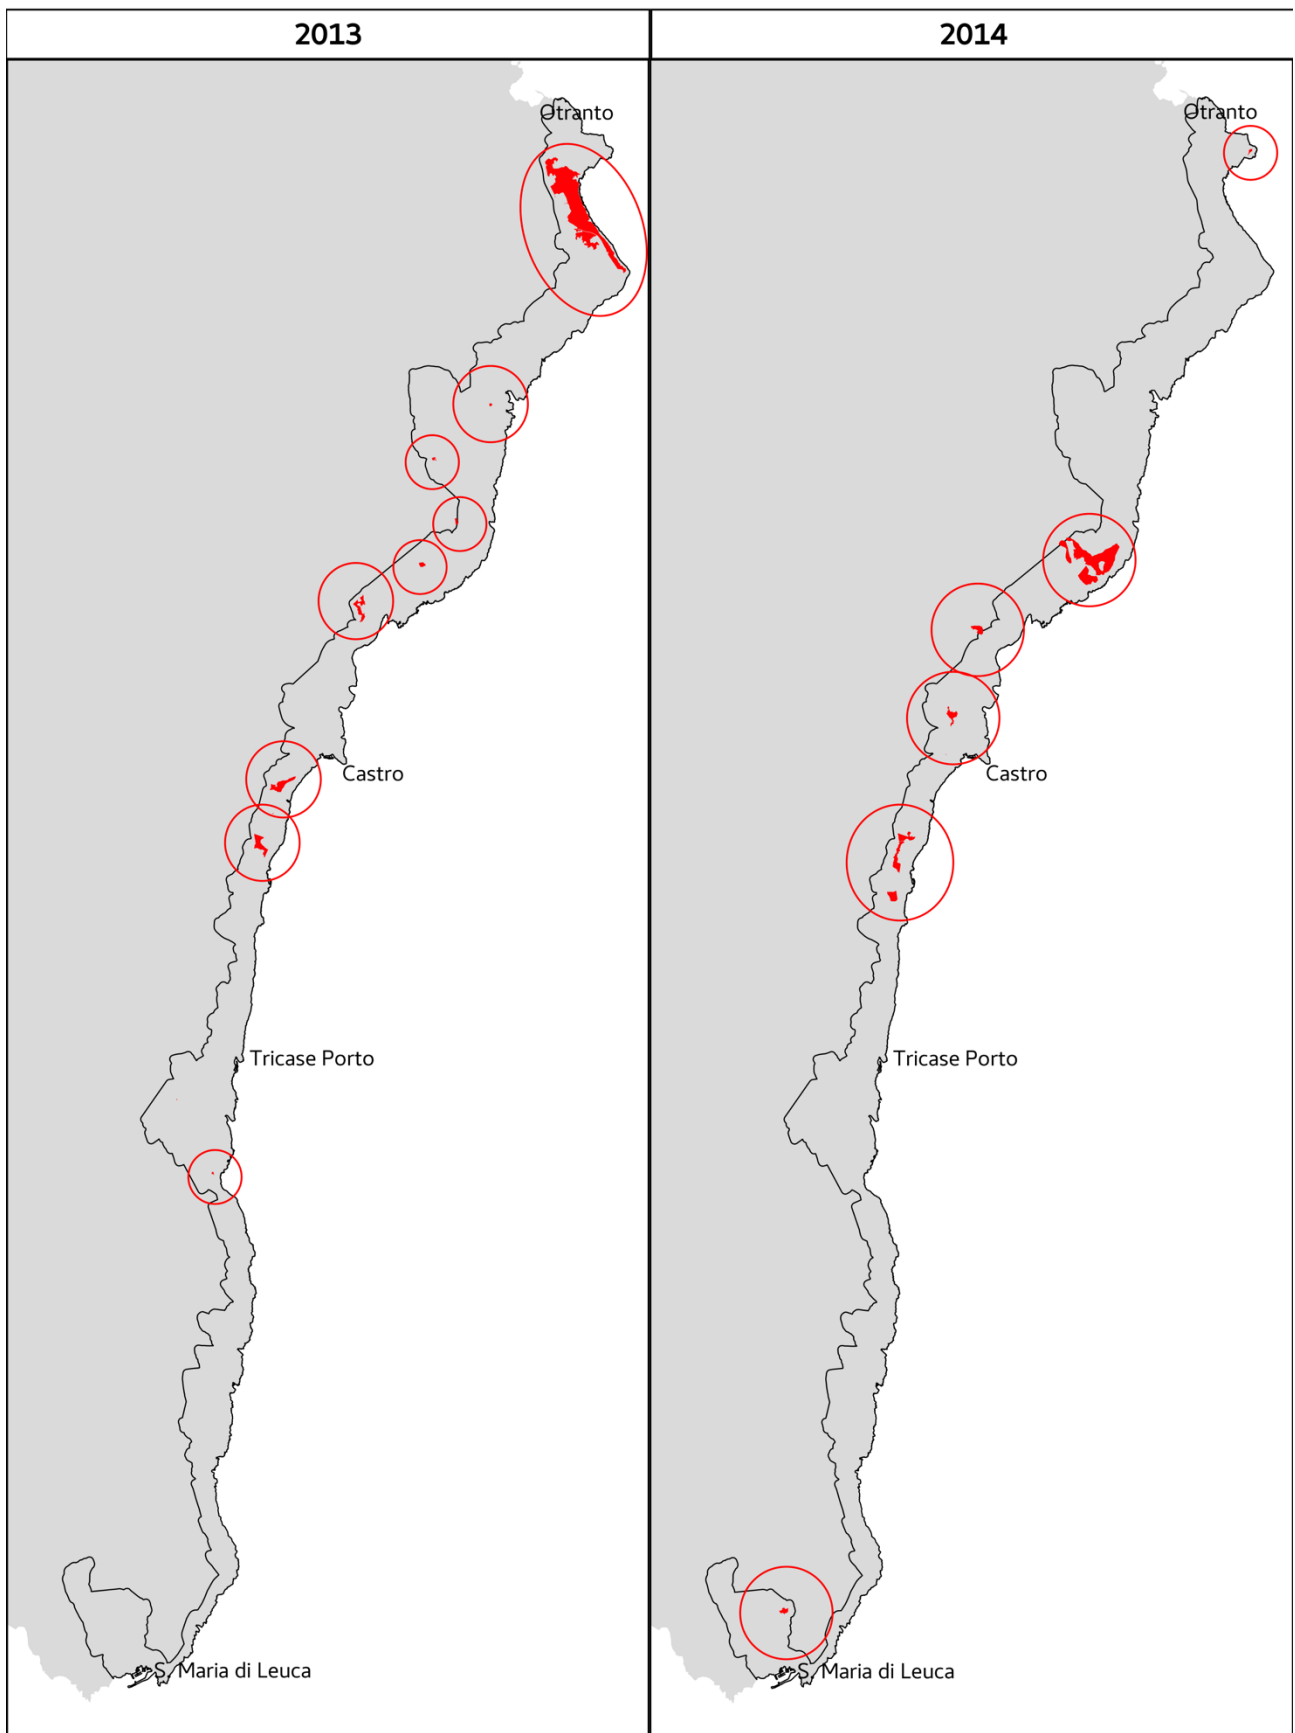 2013
2014
Otranto
Otranto
Castro
Castro
Tricase Porto
Tricase Porto
S. Maria di Leuca
S. Maria di Leuca